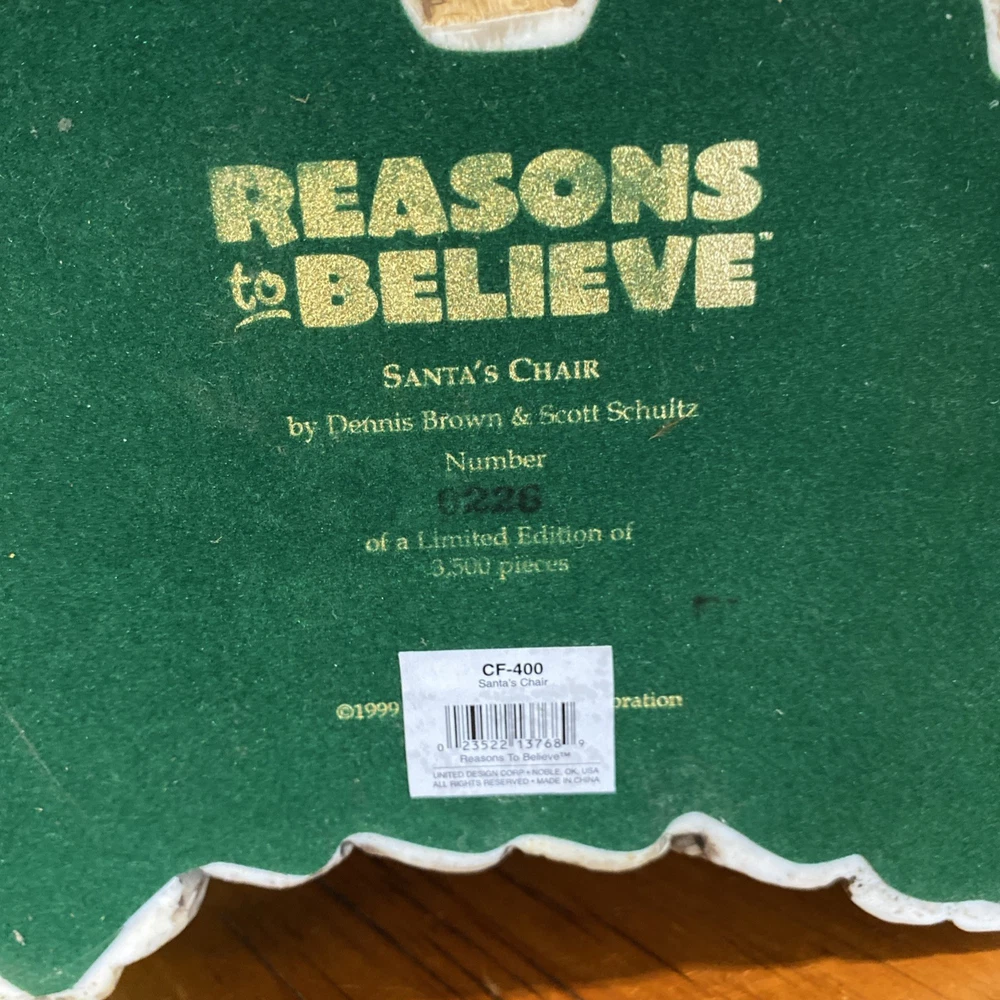 REASONS
to BELIEVE™
SANTA'S CHAIR
by Dennis Brown & Scott Schultz
Number
0226
of a Limited Edition of
3,500 pieces
CF-400
Santa's Chair
©1999 oration
0 23522 13768 9
Reasons To Believe™
UNITED DESIGN CORP • NOBLE, OK, USA
ALL RIGHTS RESERVED • MADE IN CHINA